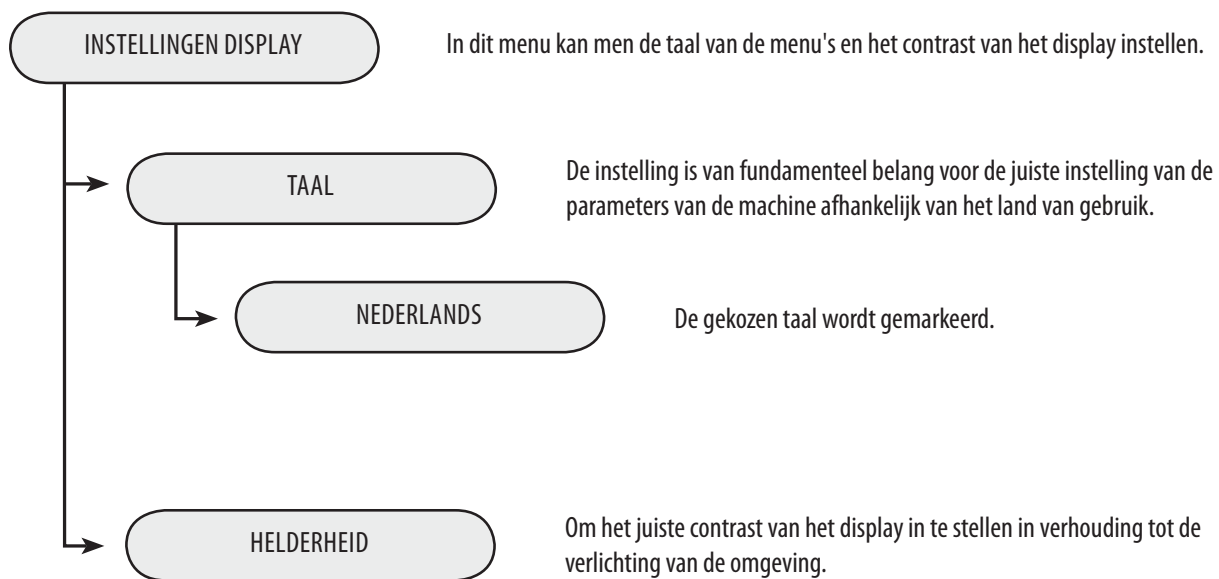 INSTELLINGEN DISPLAY
In dit menu kan men de taal van de menu's en het contrast van het display instellen.
TAAL
De instelling is van fundamenteel belang voor de juiste instelling van de
parameters van de machine afhankelijk van het land van gebruik.
NEDERLANDS
De gekozen taal wordt gemarkeerd.
HELDERHEID
Om het juiste contrast van het display in te stellen in verhouding tot de
verlichting van de omgeving.